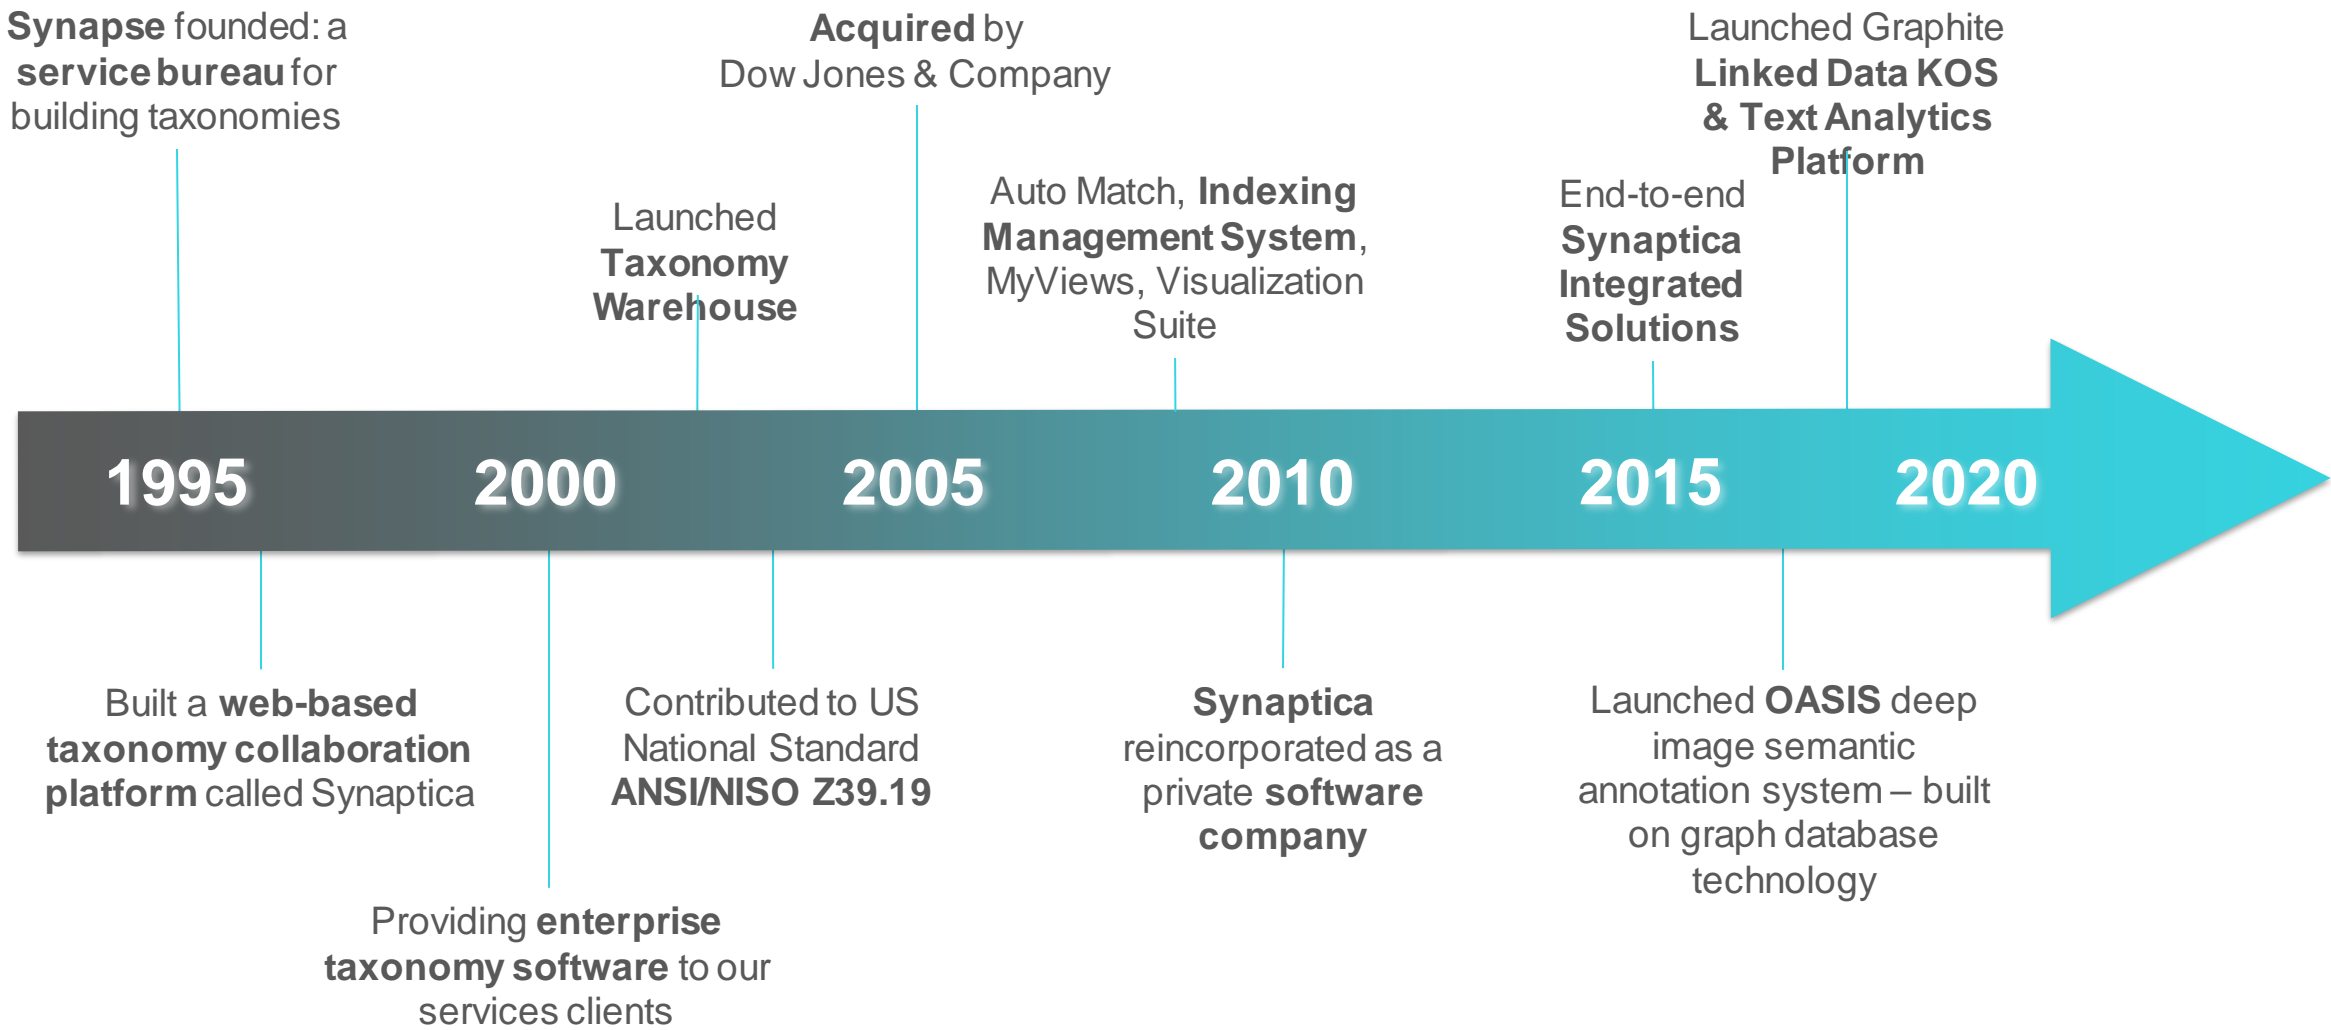 Synapse founded: a
service bureau for
building taxonomies
Acquired by
Dow Jones & Company
Launched Graphite
Linked Data KOS
& Text Analytics
Platform
Launched
Taxonomy
Warehouse
Auto Match, Indexing
Management System,
MyViews, Visualization
Suite
End-to-end
Synaptica
Integrated
Solutions
1995
2000
2005
2010
2015
2020
Built a web-based
taxonomy collaboration
platform called Synaptica
Contributed to US
National Standard
ANSI/NISO Z39.19
Synaptica
reincorporated as a
private software
company
Launched OASIS deep
image semantic
annotation system – built
on graph database
technology
Providing enterprise
taxonomy software to our
services clients